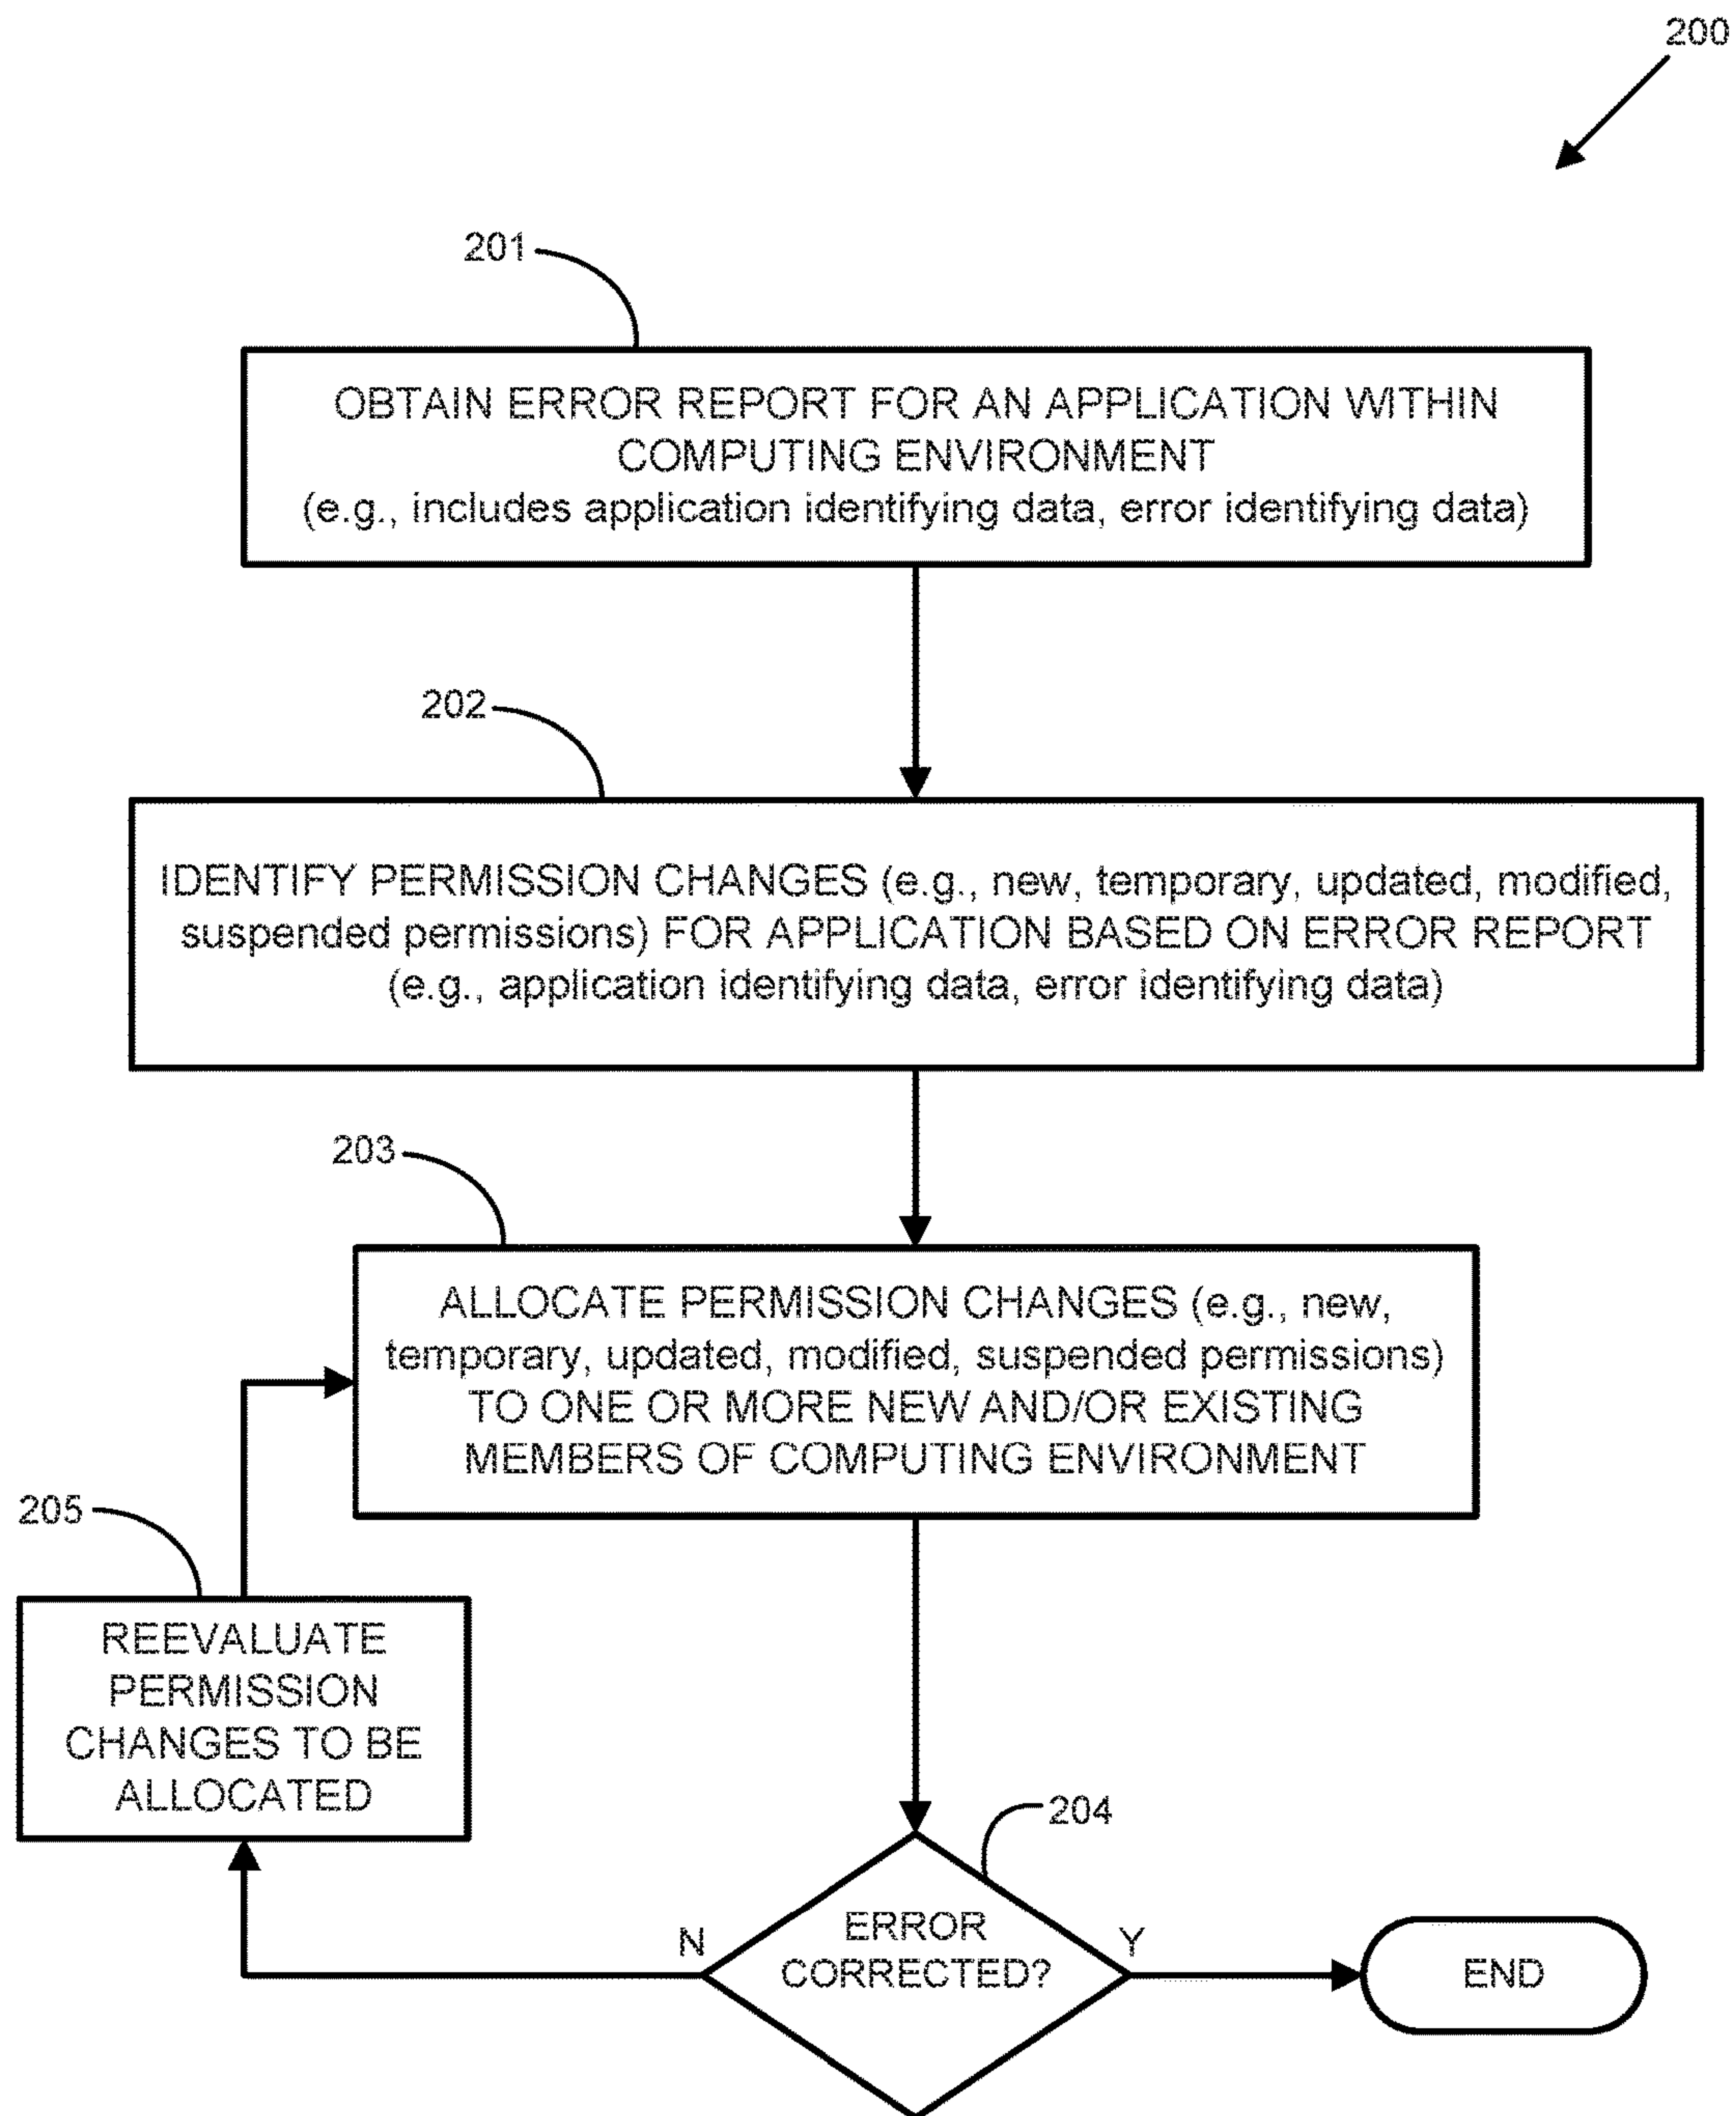 200
201
OBTAIN ERROR REPORT FOR AN APPLICATION WITHIN
COMPUTING ENVIRONMENT
(e.g., includes application identifying data, error identifying data)
202
IDENTIFY PERMISSION CHANGES (e.g., new, temporary, updated, modified,
suspended permissions) FOR APPLICATION BASED ON ERROR REPORT
(e.g., application identifying data, error identifying data)
203
ALLOCATE PERMISSION CHANGES (e.g., new,
temporary, updated, modified, suspended permissions)
TO ONE OR MORE NEW AND/OR EXISTING
MEMBERS OF COMPUTING ENVIRONMENT
205
REEVALUATE
PERMISSION
CHANGES TO BE
ALLOCATED
204
ERROR
CORRECTED?
N
Y
END